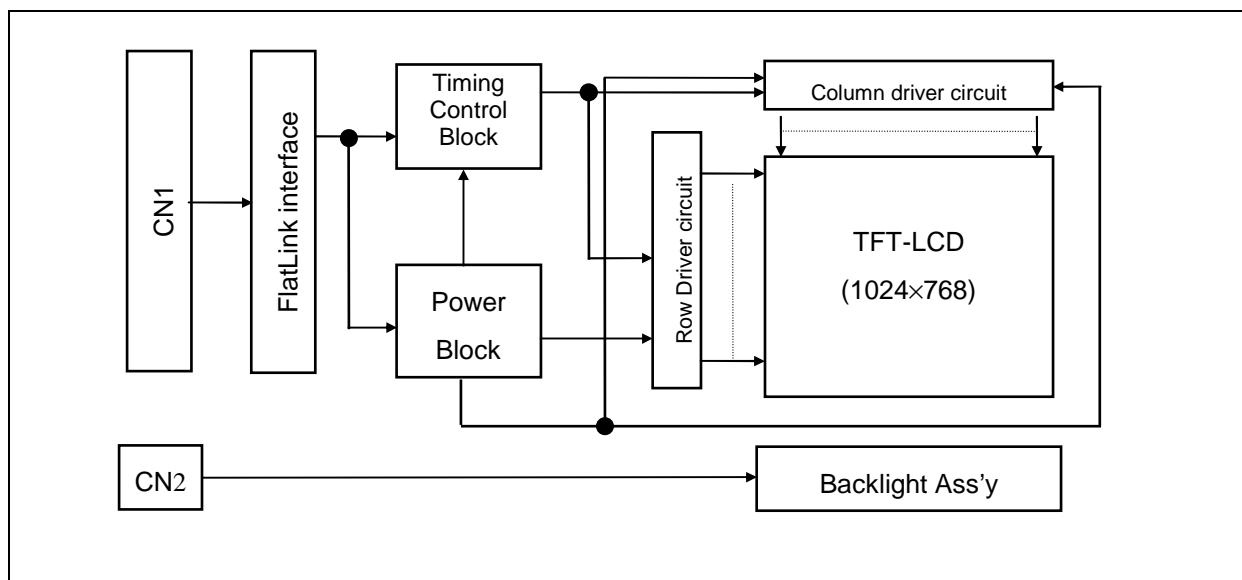 CN1
FlatLink interface
Timing
Control
Block
Power
Block
Row Driver circuit
Column driver circuit
TFT-LCD
(1024×768)
CN2
Backlight Ass’y